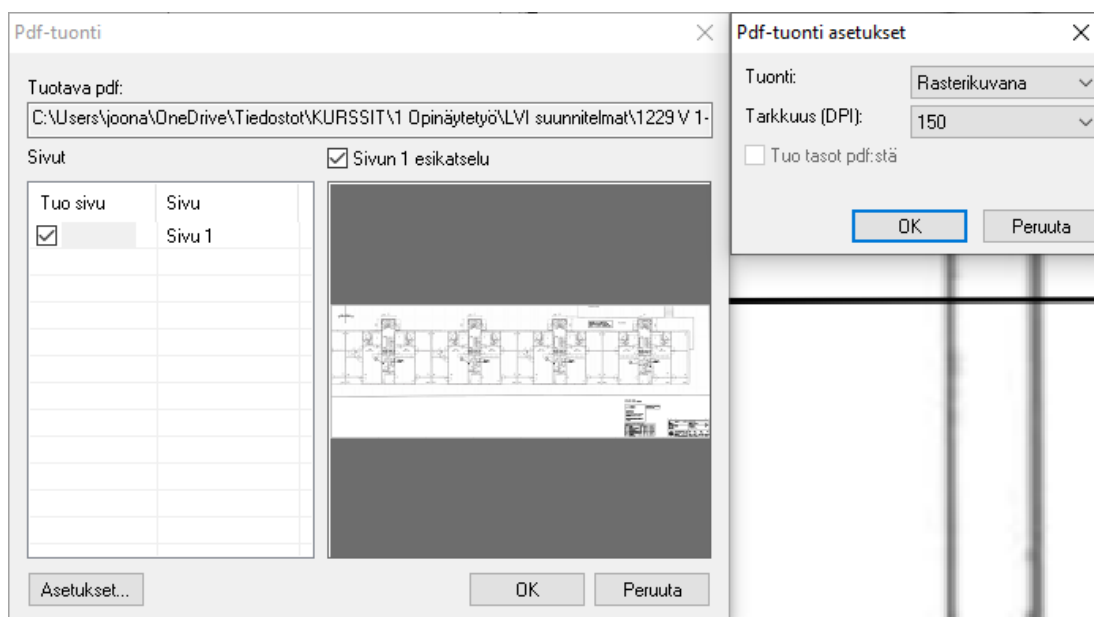 Pdf-tuonti
Tuotava pdf:
C:\Users\joona\OneDrive\Tiedostot\KURSSIT\1 Opinäytetyö\LVI suunnitelmat\1229 V 1-
Sivut
Sivun 1 esikatselu
Tuo sivu Sivu
Sivu 1
Asetukset...
OK Peruuta
Pdf-tuonti asetukset
Tuonti: Rasterikuvana
Tarkkuus (DPI): 150
Tuo tasot pdf:stä
OK Peruuta